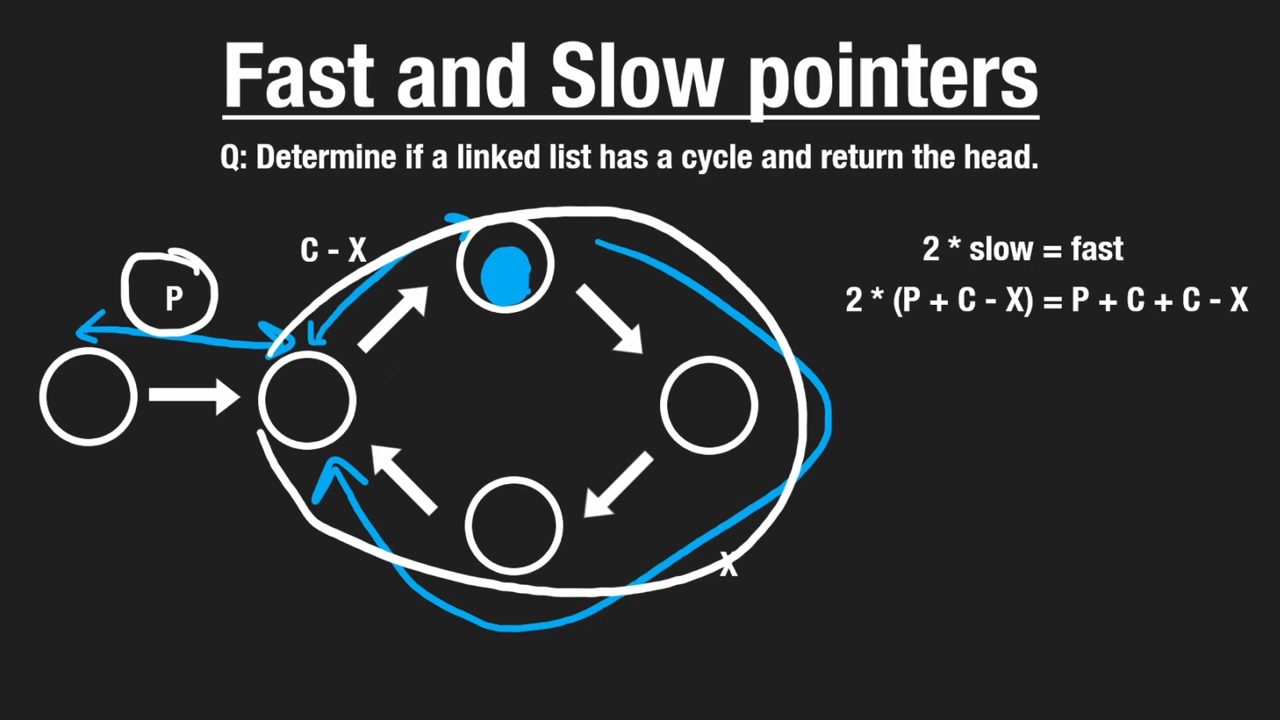 Fast and Slow pointers
Q: Determine if a linked list has a cycle and return the head.
C - X
2 * slow = fast
P
2 * (P + C - X) = P + C + C - X
X